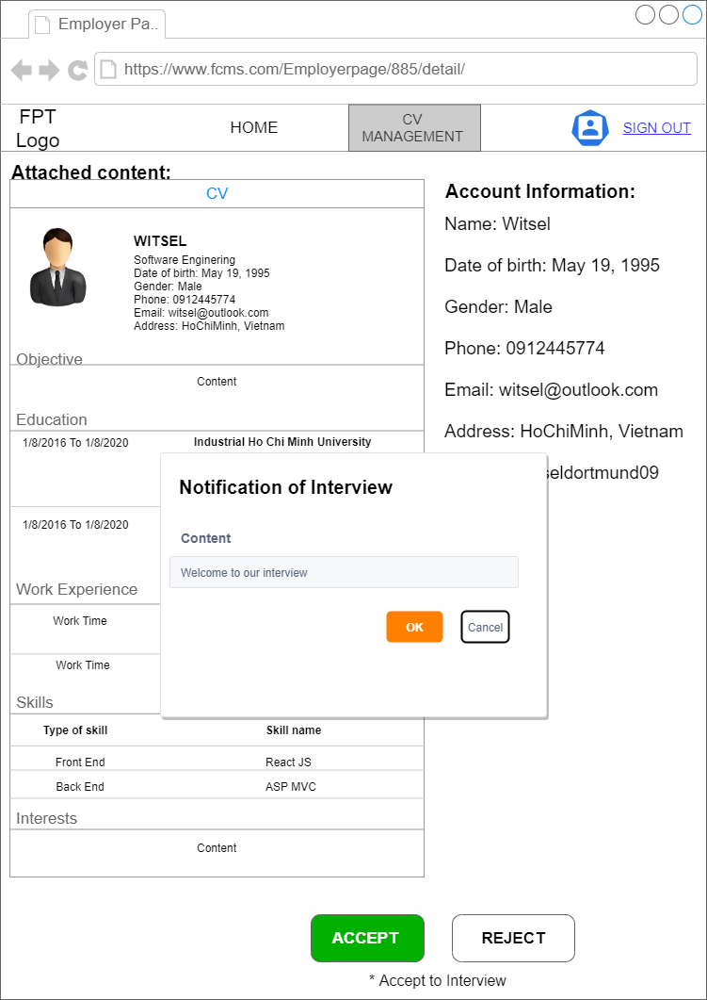 Employer Pa..
https://www.fcms.com/Employerpage/885/detail/
FPT
Logo
HOME
CV
MANAGEMENT
SIGN OUT
Attached content:
CV
WITSEL
Software Enginering
Date of birth: May 19, 1995
Gender: Male
Phone: 0912445774
Email: witsel@outlook.com
Address: HoChiMinh, Vietnam
Objective
Content
Education
1/8/2016 To 1/8/2020
Industrial Ho Chi Minh University
1/8/2016 To 1/8/2020
Work Experience
Work Time
Work Time
Skills
Type of skill
Skill name
Front End
React JS
Back End
ASP MVC
Interests
Content
Account Information:
Name: Witsel
Date of birth: May 19, 1995
Gender: Male
Phone: 0912445774
Email: witsel@outlook.com
Address: HoChiMinh, Vietnam
seldortmund09
Notification of Interview
Content
Welcome to our interview
OK
Cancel
ACCEPT
REJECT
* Accept to Interview